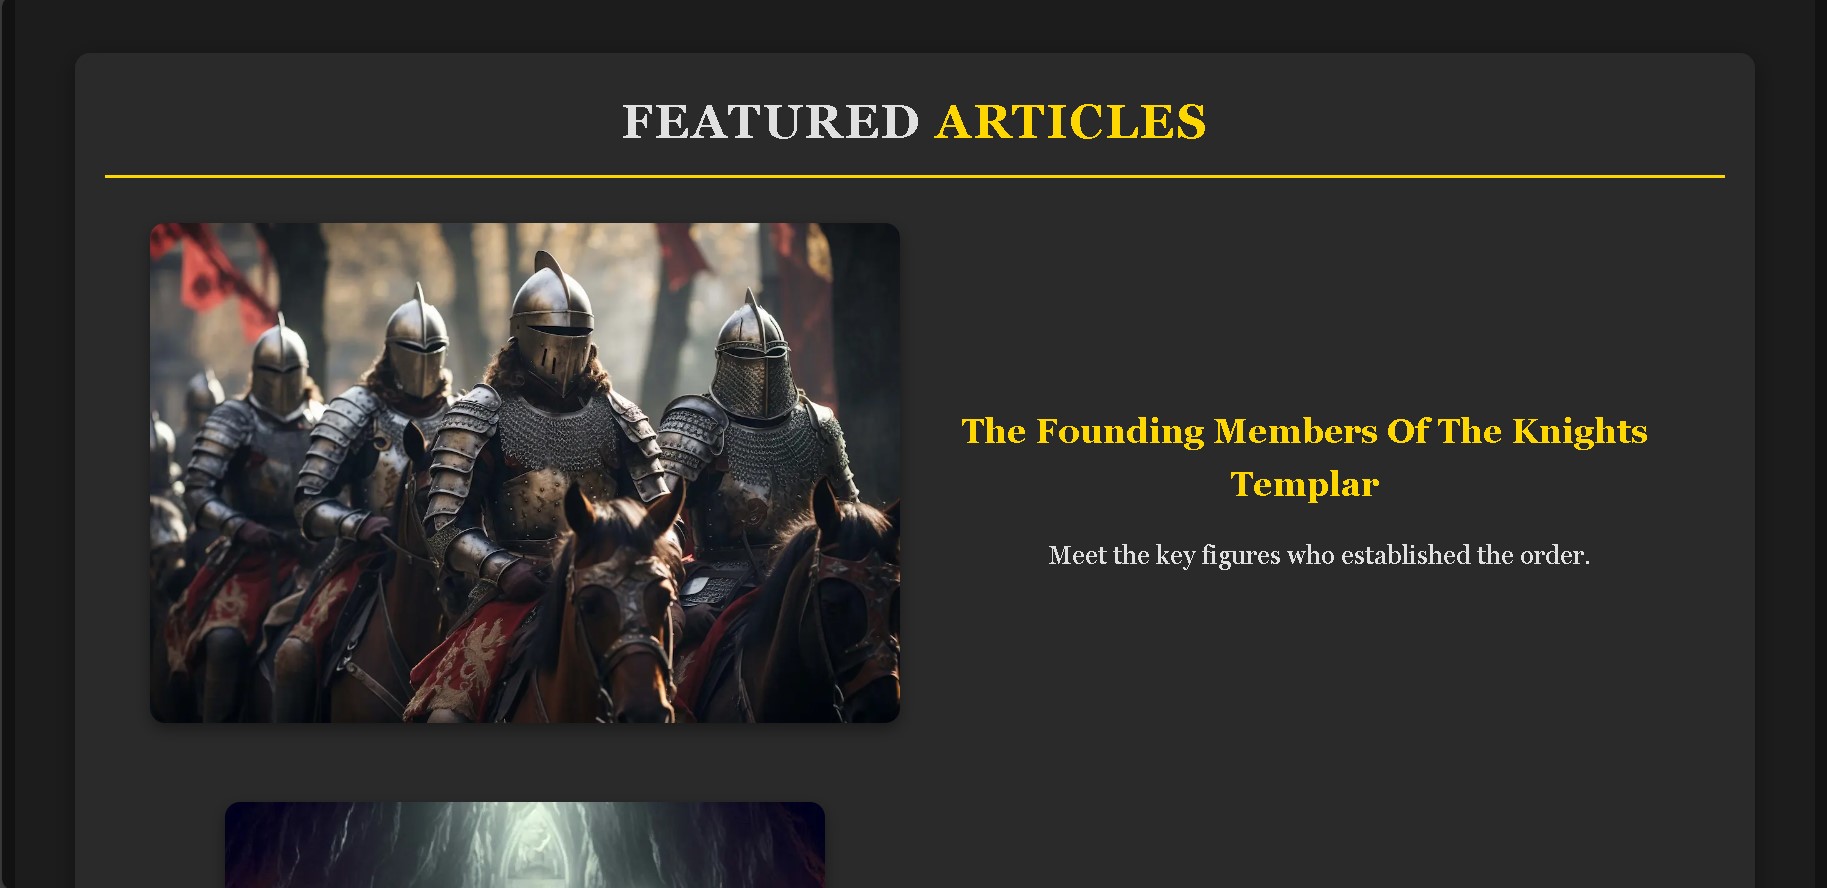 FEATURED ARTICLES
The Founding Members Of The Knights
Templar
Meet the key figures who established the order.